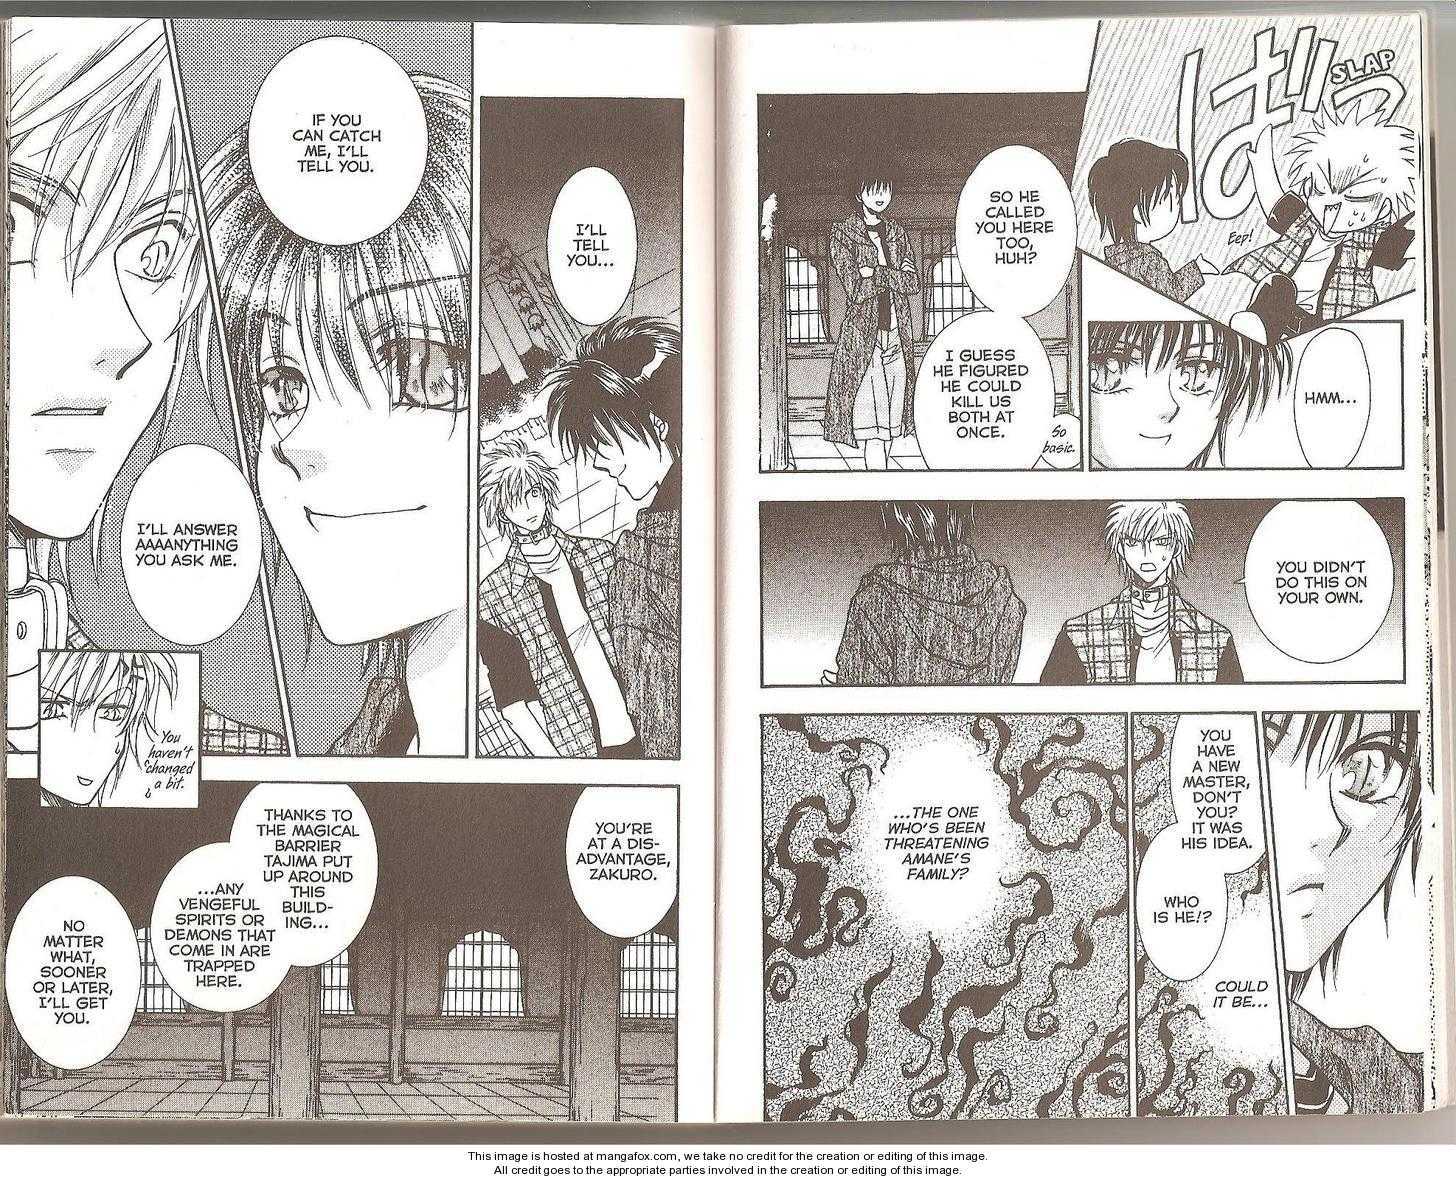 ばっ
SLAP
Eep!
SO HE
CALLED
YOU HERE
TOO,
HUH?
I GUESS
HE FIGURED
HE COULD
KILL US
BOTH AT
ONCE.
So
basic.
HMM...
YOU DIDN'T
DO THIS ON
YOUR OWN.
YOU
HAVE
A NEW
MASTER,
DON'T
YOU?
IT WAS
HIS IDEA.
WHO
IS HE!?
COULD
IT BE...
...THE ONE
WHO'S BEEN
THREATENING
AMANE'S
FAMILY?
I'LL
TELL
YOU...
IF YOU
CAN CATCH
ME, I'LL
TELL YOU.
I'LL ANSWER
AAAANYTHING
YOU ASK ME.
You
haven't
changed
a bit.
YOU'RE
AT A DIS-
ADVANTAGE,
ZAKURO.
THANKS TO
THE MAGICAL
BARRIER
TAJIMA PUT
UP AROUND
THIS
BUILD-
ING...
...ANY
VENGEFUL
SPIRITS OR
DEMONS THAT
COME IN ARE
TRAPPED
HERE.
NO
MATTER
WHAT,
SOONER
OR LATER,
I'LL GET
YOU.
This image is hosted at mangafox.com, we take no credit for the creation or editing of this image.
All credit goes to the appropriate parties involved in the creation or editing of this image.